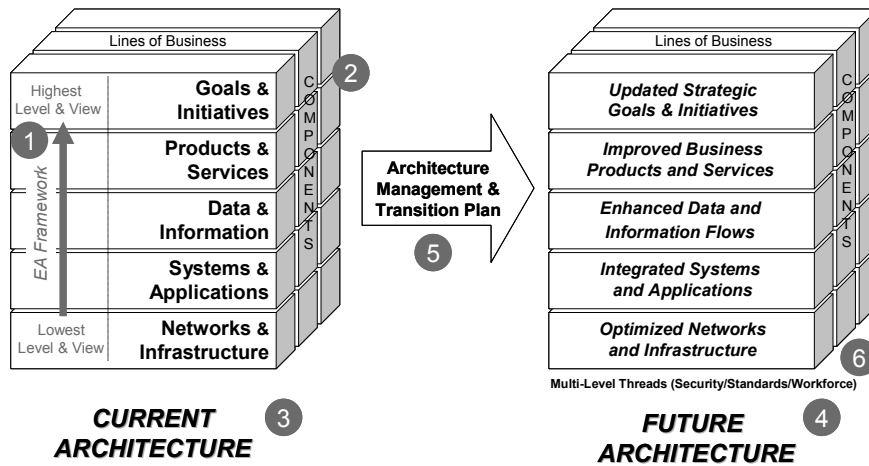 Lines of Business
Highest
Level & View
Goals &
Initiatives
Products &
Services
Data &
Information
Systems &
Applications
Lowest
Level & View
Networks &
Infrastructure
EA Framework
COMPONENTS
1
2
CURRENT
ARCHITECTURE
3
Architecture
Management &
Transition Plan
5
Lines of Business
Updated Strategic
Goals & Initiatives
Improved Business
Products and Services
Enhanced Data and
Information Flows
Integrated Systems
and Applications
Optimized Networks
and Infrastructure
COMPONENTS
6
Multi-Level Threads (Security/Standards/Workforce)
FUTURE
ARCHITECTURE
4